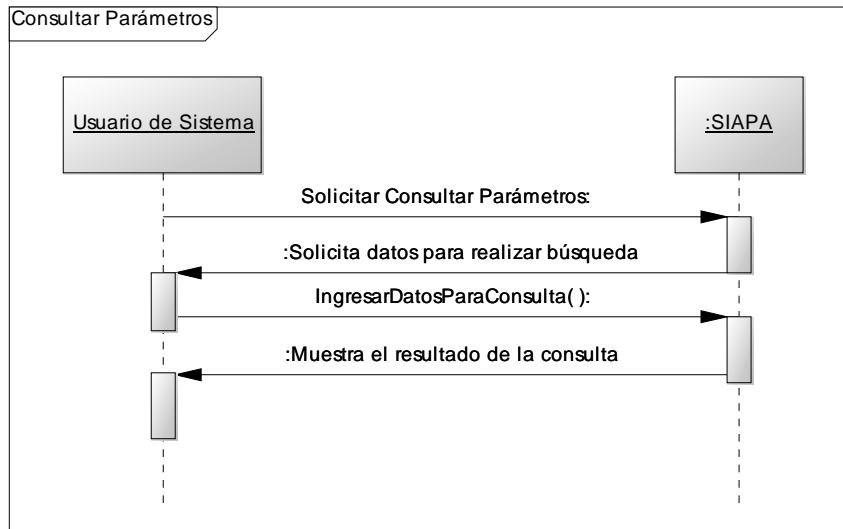 Consultar Parámetros
Usuario de Sistema
:SIAPA
Solicitar Consultar Parámetros:
:Solicita datos para realizar búsqueda
IngresarDatosParaConsulta( ):
:Muestra el resultado de la consulta